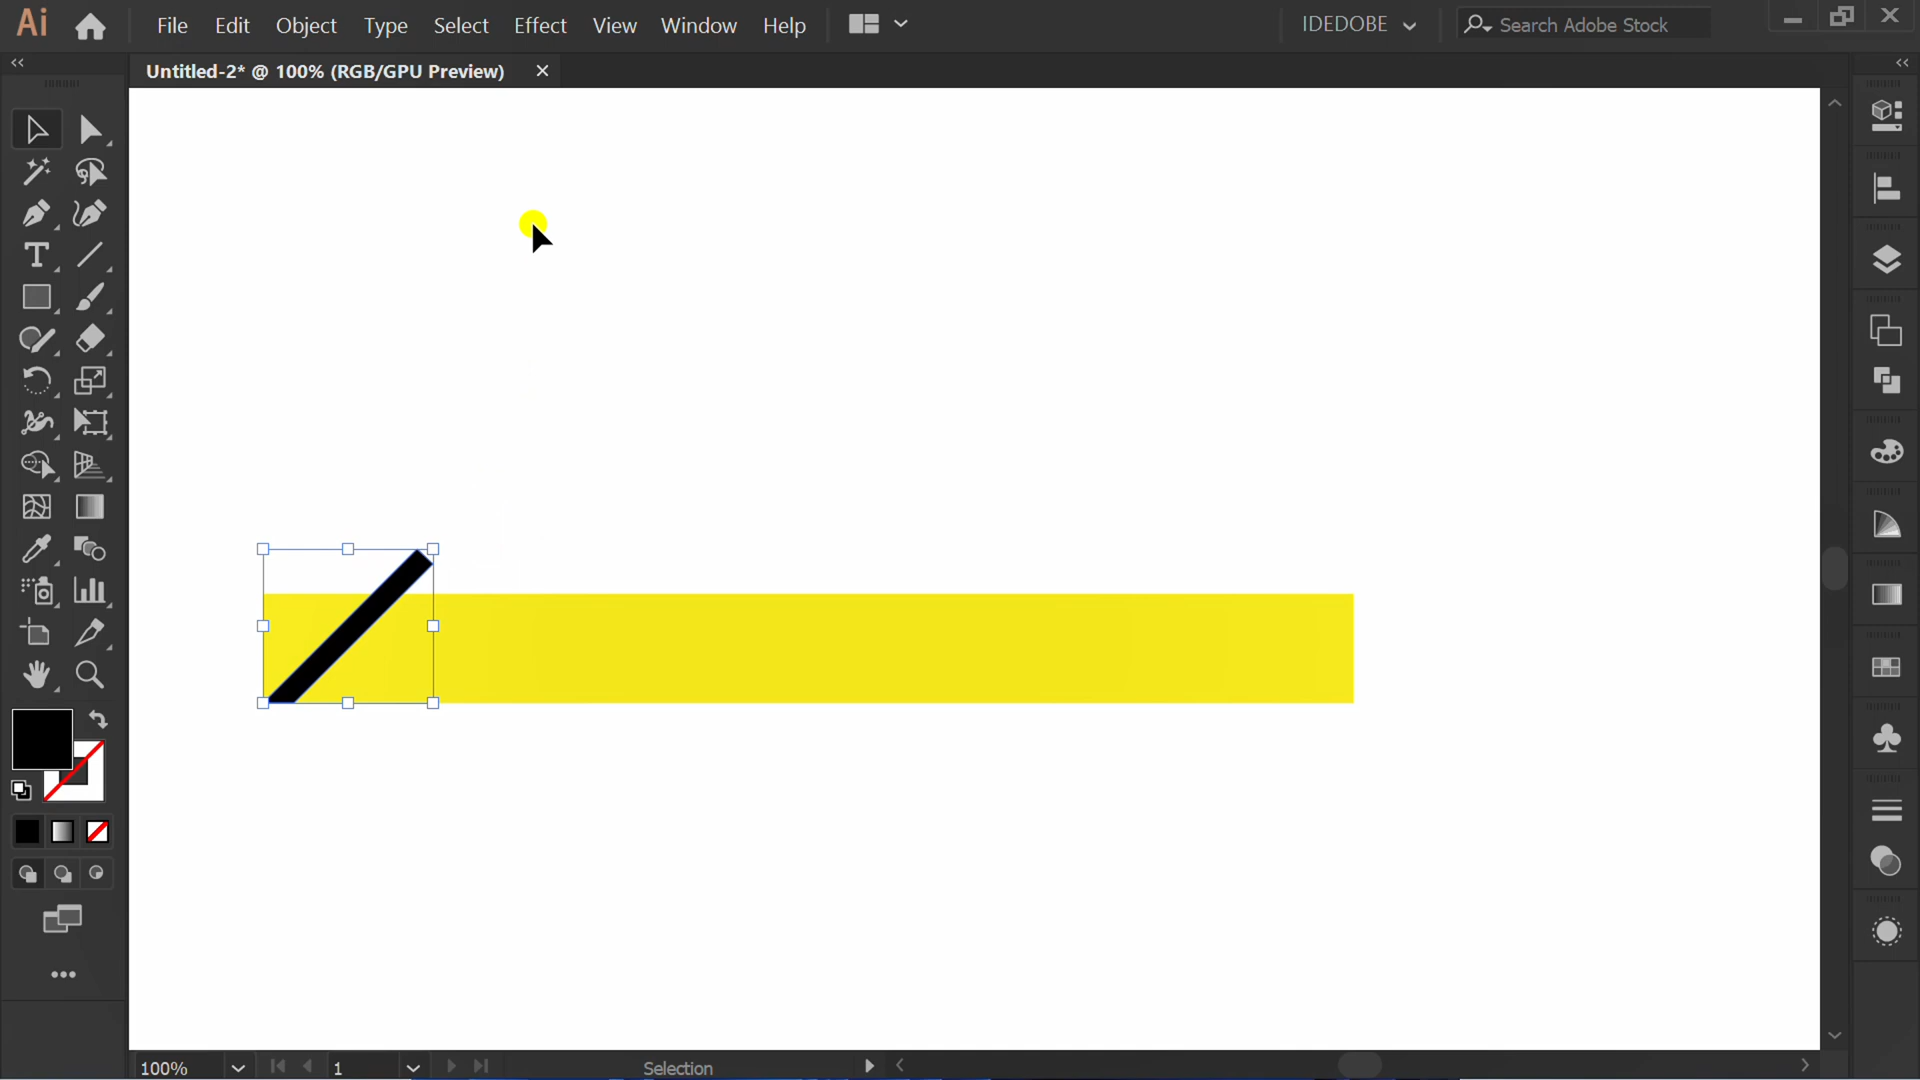 Ai File Edit Object Type Select Effect View Window Help IDEDOBE Search Adobe Stock
Untitled-2* @ 100% (RGB/GPU Preview)
100% 1 Selection